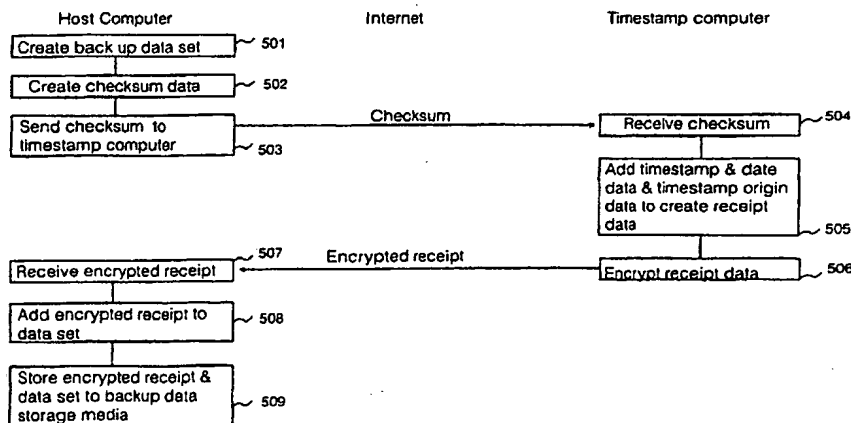 Host Computer
Internet
Timestamp computer
Create back up data set
501
Create checksum data
502
Send checksum to
timestamp computer
503
Checksum
Receive checksum
504
Add timestamp & date
data & timestamp origin
data to create receipt
data
505
Encrypt receipt data
506
Encrypted receipt
507
Receive encrypted receipt
Add encrypted receipt to
data set
508
Store encrypted receipt &
data set to backup data
storage media
509